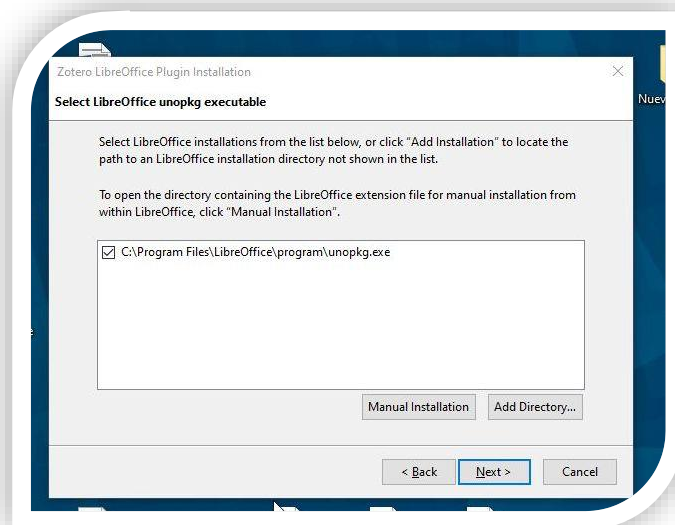 Zotero LibreOffice Plugin Installation
Select LibreOffice unopkg executable
Nuev
Select LibreOffice installations from the list below, or click "Add Installation" to locate the
path to an LibreOffice installation directory not shown in the list.
To open the directory containing the LibreOffice extension file for manual installation from
within LibreOffice, click "Manual Installation".
C:\Program Files\LibreOffice\program\unopkg.exe
Manual Installation
Add Directory...
< Back
Next >
Cancel